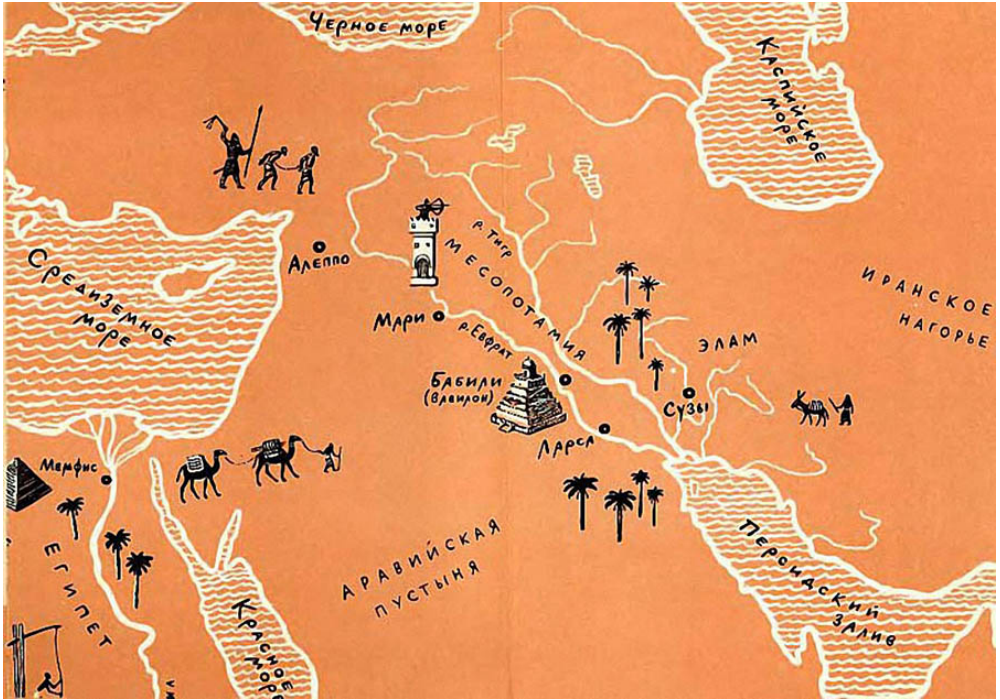 Черное море
Каспийское
море
Алеппо
р. Тигр
МЕСОПОТАМИЯ
Средиземное
море
ИРАНСКОЕ
НАГОРЬЕ
Мари
р. Евфрат
ЭЛАМ
Бабили
(Вавилон)
Сузы
Ларса
Мемфис
ЕГИПЕТ
АРАВИЙСКАЯ
ПУСТЫНЯ
Персидский
залив
Красное
море